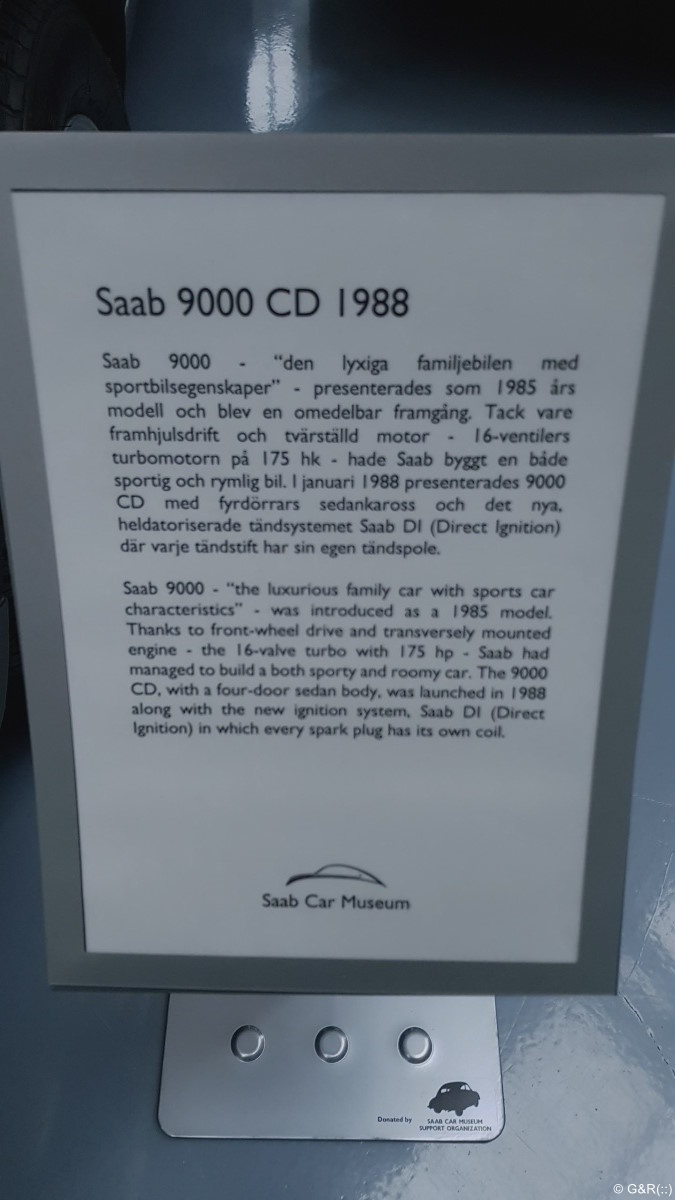 Saab 9000 CD 1988
Saab 9000 - “den lyxiga familjebilen med
sportbilsegenskaper” - presenterades som 1985 års
modell och blev en omedelbar framgång. Tack vare
framhjulsdrift och tvärställd motor - 16-ventilers
turbomotorn på 175 hk - hade Saab byggt en både
sportig och rymlig bil. I januari 1988 presenterades 9000
CD med fyrdörrars sedankaross och det nya,
heldatoriserade tändsystemet Saab DI (Direct Ignition)
där varje tändstift har sin egen tändspole.
Saab 9000 - “the luxurious family car with sports car
characteristics” - was introduced as a 1985 model.
Thanks to front-wheel drive and transversely mounted
engine - the 16-valve turbo with 175 hp - Saab had
managed to build a both sporty and roomy car. The 9000
CD, with a four-door sedan body, was launched in 1988
along with the new ignition system, Saab DI (Direct
Ignition) in which every spark plug has its own coil.
Saab Car Museum
Donated by
SAAB CAR MUSEUM
SUPPORT ORGANIZATION
© G&R(::)